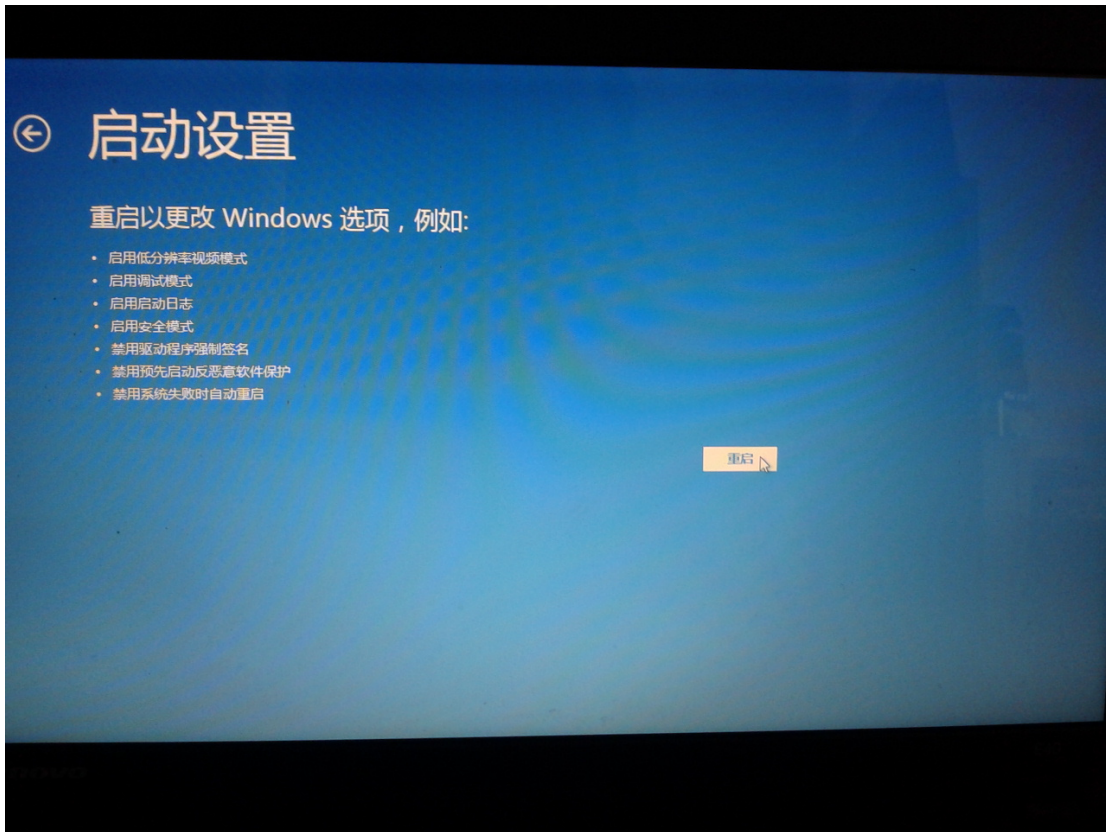 启动设置
重启以更改 Windows 选项，例如:
• 启用低分辨率视频模式
• 启用调试模式
• 启用启动日志
• 启用安全模式
• 禁用驱动程序强制签名
• 禁用预先启动反恶意软件保护
• 禁用系统失败时自动重启
重启